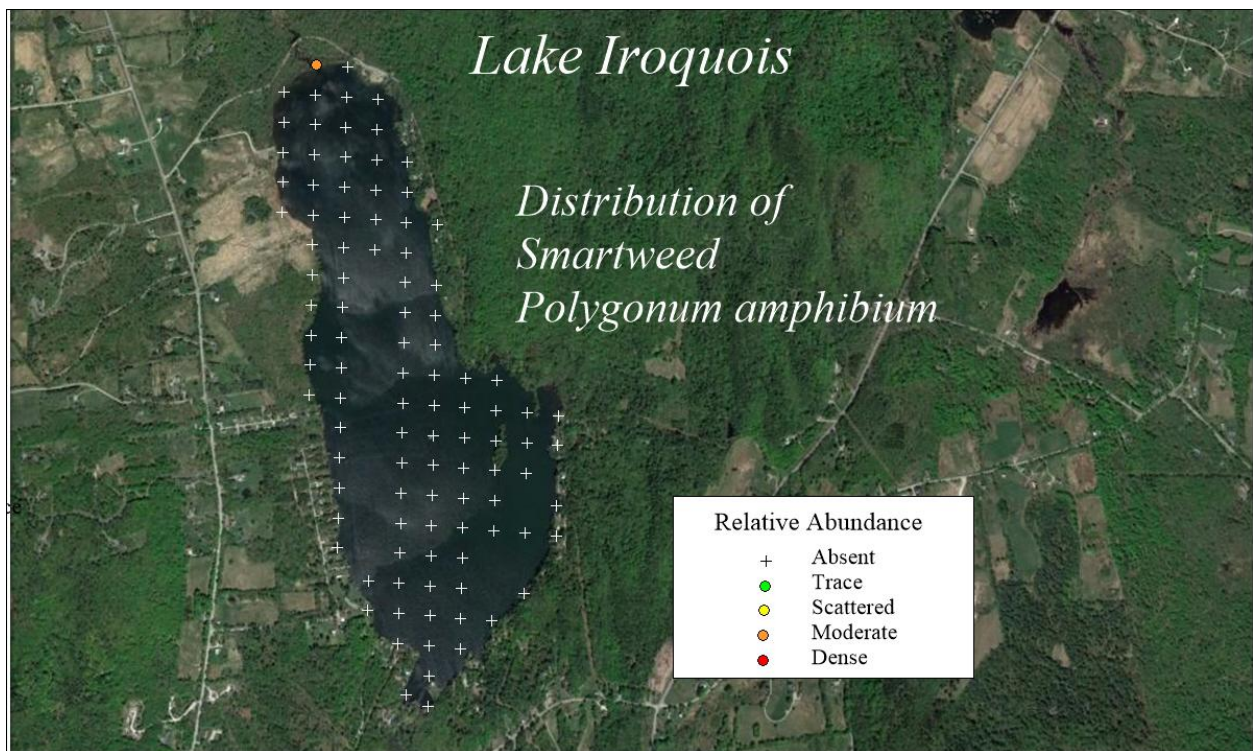 Lake Iroquois
Distribution of
Smartweed
Polygonum amphibium
Relative Abundance
Absent
Trace
Scattered
Moderate
Dense